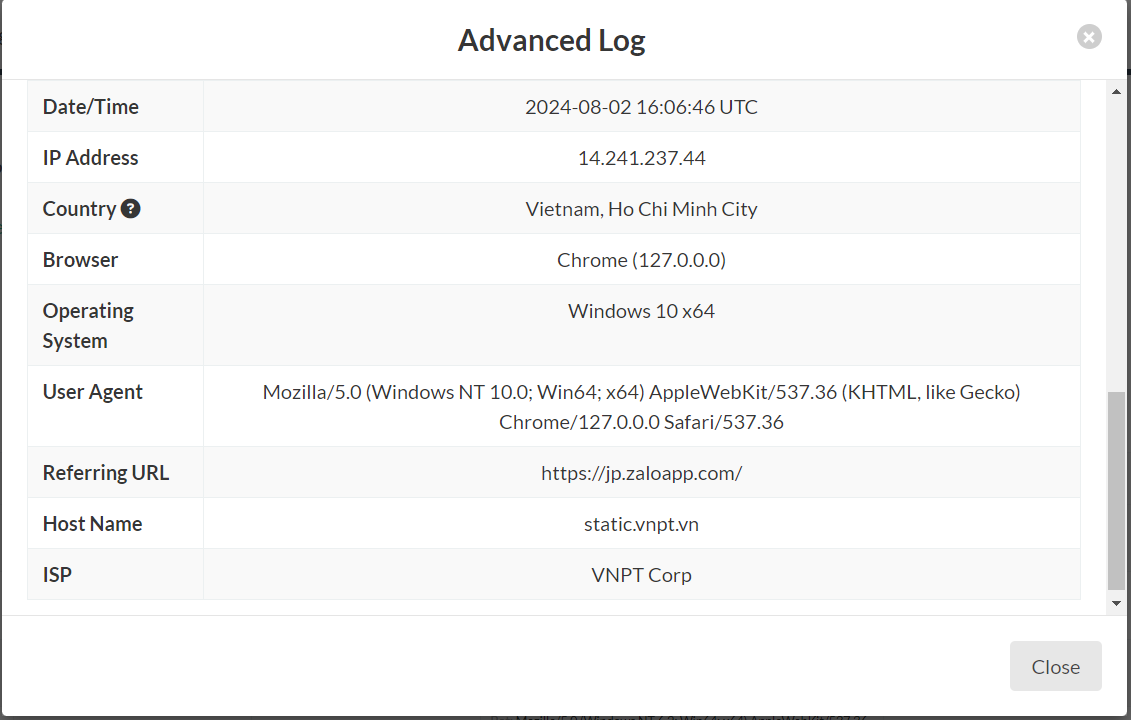 Advanced Log
Date/Time 2024-08-02 16:06:46 UTC
IP Address 14.241.237.44
Country ? Vietnam, Ho Chi Minh City
Browser Chrome (127.0.0.0)
Operating System Windows 10 x64
User Agent Mozilla/5.0 (Windows NT 10.0; Win64; x64) AppleWebKit/537.36 (KHTML, like Gecko)
Chrome/127.0.0.0 Safari/537.36
Referring URL https://jp.zaloapp.com/
Host Name static.vnpt.vn
ISP VNPT Corp
Close